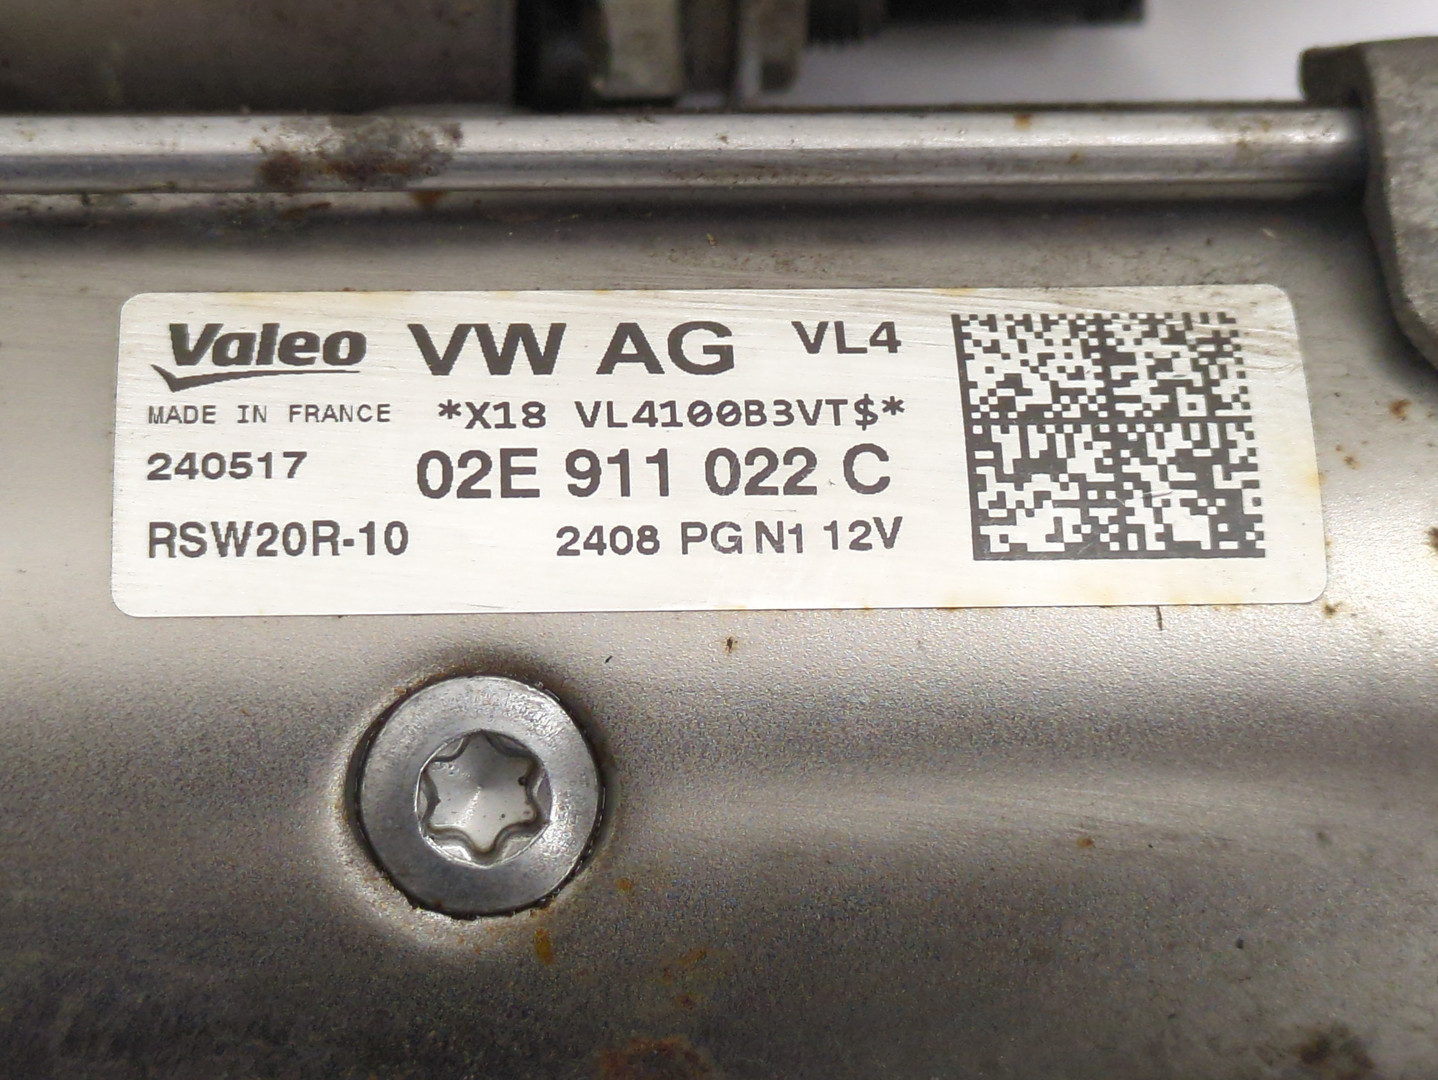 Valeo VW AG VL4
MADE IN FRANCE *X18 VL4100B3VT$*
240517 02E 911 022 C
RSW20R-10 2408 PG N1 12V